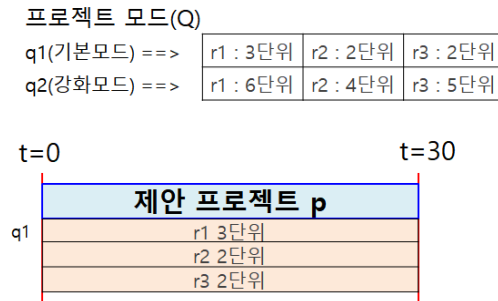 프로젝트 모드(Q)
q1(기본모드) ==> r1 : 3단위 r2 : 2단위 r3 : 2단위
q2(강화모드) ==> r1 : 6단위 r2 : 4단위 r3 : 5단위
t=0 t=30
제안 프로젝트 p
q1 r1 3단위
r2 2단위
r3 2단위